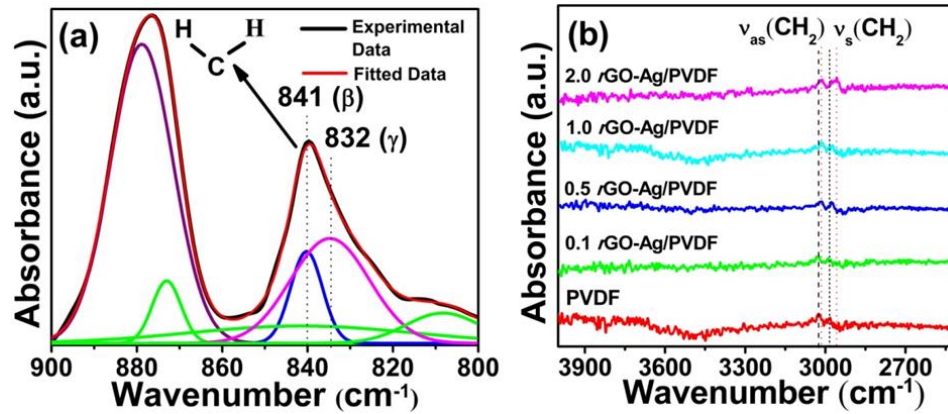 (a)
H H
C
Experimental
Data
Fitted Data
841 (β)
832 (γ)
Absorbance (a.u.)
900 880 860 840 820 800
Wavenumber (cm-1)
(b)
νas(CH2) νs(CH2)
2.0 rGO-Ag/PVDF
1.0 rGO-Ag/PVDF
0.5 rGO-Ag/PVDF
0.1 rGO-Ag/PVDF
PVDF
Absorbance (a.u.)
3900 3600 3300 3000 2700
Wavenumber (cm-1)